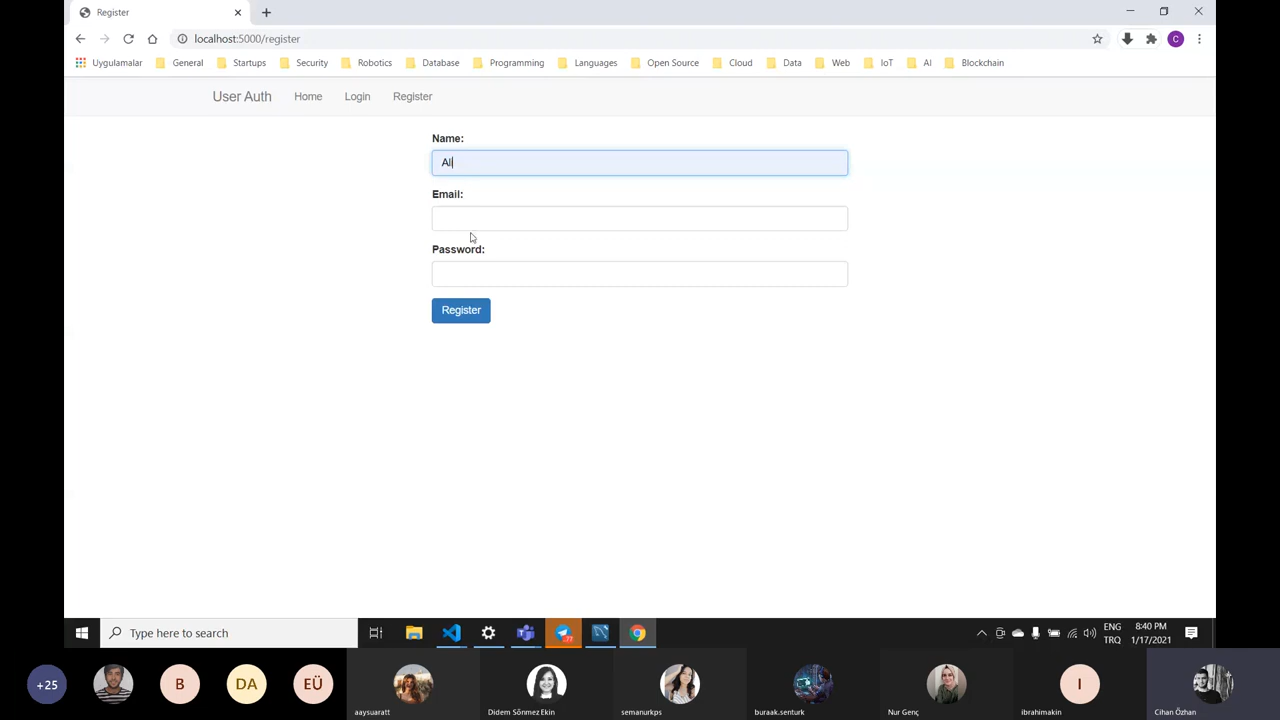 Register
localhost:5000/register
C
Uygulamalar General Startups Security Robotics Database Programming Languages Open Source Cloud Data Web IoT AI Blockchain
User Auth Home Login Register
Name:
Al
Email:
Password:
Register
Type here to search
77
ENG
TRQ
8:40 PM
1/17/2021
+25 B DA EÜ I
aaysuaratt Didem Sönmez Ekin semanurkps buraak.senturk Nur Genç ibrahimakin Cihan Özhan